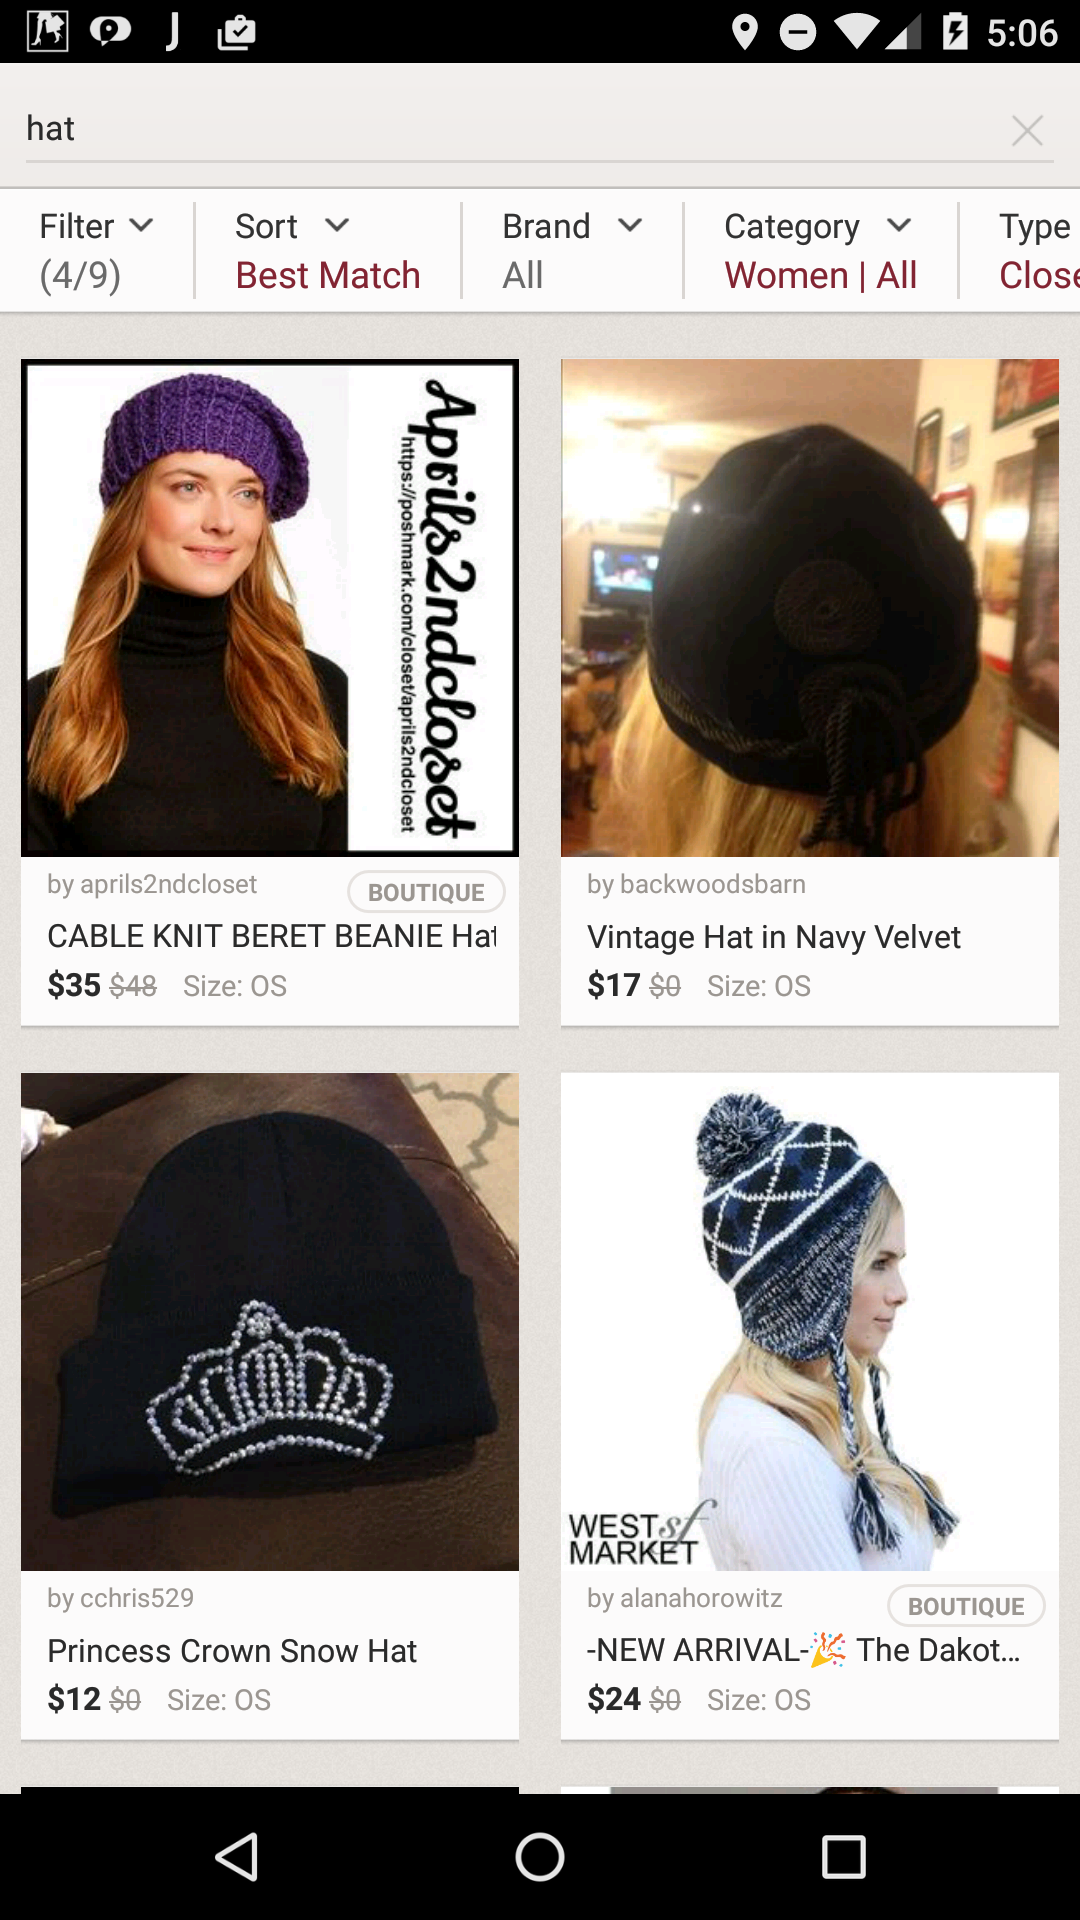 5:06
hat
Filter
(4/9)
Sort
Best Match
Brand
All
Category
Women | All
Type
Close
Aprils2ndcloset
https://poshmark.com/closet/aprils2ndcloset
by aprils2ndcloset
BOUTIQUE
CABLE KNIT BERET BEANIE Hat
$35 $48 Size: OS
by backwoodsbarn
Vintage Hat in Navy Velvet
$17 $0 Size: OS
WEST sf
MARKET
by cchris529
Princess Crown Snow Hat
$12 $0 Size: OS
by alanahorowitz
BOUTIQUE
-NEW ARRIVAL-🎉 The Dakot...
$24 $0 Size: OS